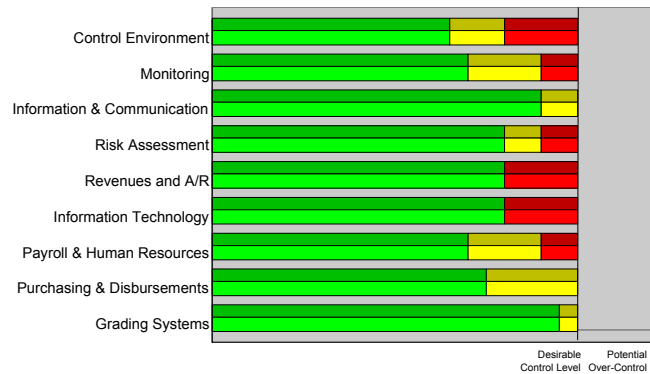 Control Environment
Monitoring
Information & Communication
Risk Assessment
Revenues and A/R
Information Technology
Payroll & Human Resources
Purchasing & Disbursements
Grading Systems
Desirable Potential
Control Level Over-Control